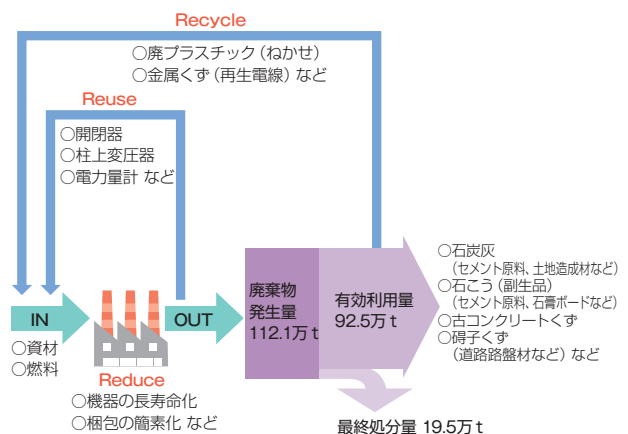 Recycle
○廃プラスチック（ねかせ）
○金属くず（再生電線）など
Reuse
○開閉器
○柱上変圧器
○電力量計 など
IN
○資材
○燃料
Reduce
○機器の長寿命化
○梱包の簡素化 など
OUT
廃棄物
発生量
112.1万t
有効利用量
92.5万t
最終処分量 19.5万t
○石炭灰
（セメント原料、土地造成材など）
○石こう（副生品）
（セメント原料、石膏ボードなど）
○古コンクリートくず
○碍子くず
（道路路盤材など）など